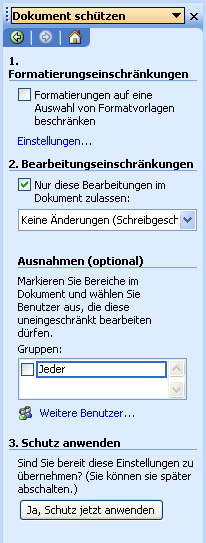 Dokument schützen
1.
Formatierungseinschränkungen
Formatierungen auf eine
Auswahl von Formatvorlagen
beschränken
Einstellungen...
2. Bearbeitungseinschränkungen
Nur diese Bearbeitungen im
Dokument zulassen:
Keine Änderungen (Schreibgesch
Ausnahmen (optional)
Markieren Sie Bereiche im
Dokument und wählen Sie
Benutzer aus, die diese
uneingeschränkt bearbeiten
dürfen.
Gruppen:
Jeder
Weitere Benutzer...
3. Schutz anwenden
Sind Sie bereit diese Einstellungen zu
übernehmen? (Sie können sie später
abschalten.)
Ja, Schutz jetzt anwenden